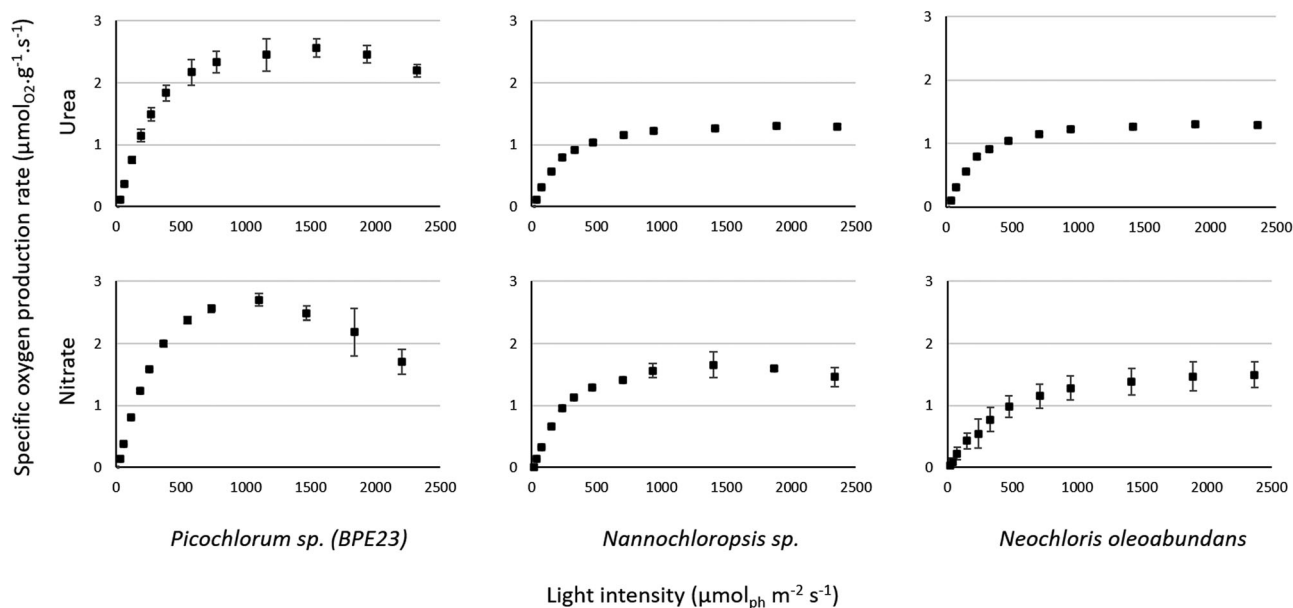 Specific oxygen production rate (μmol_O2·g⁻¹.s⁻¹)
Urea
3
2
1
0
0 500 1000 1500 2000 2500
3
2
1
0
0 500 1000 1500 2000 2500
3
2
1
0
0 500 1000 1500 2000 2500
Nitrate
3
2
1
0
0 500 1000 1500 2000 2500
3
2
1
0
0 500 1000 1500 2000 2500
3
2
1
0
0 500 1000 1500 2000 2500
Picochlorum sp. (BPE23)
Nannochloropsis sp.
Neochloris oleoabundans
Light intensity (μmol_ph m⁻² s⁻¹)